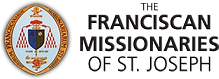 THE
FRANCISCAN
MISSIONARIES
OF ST. JOSEPH